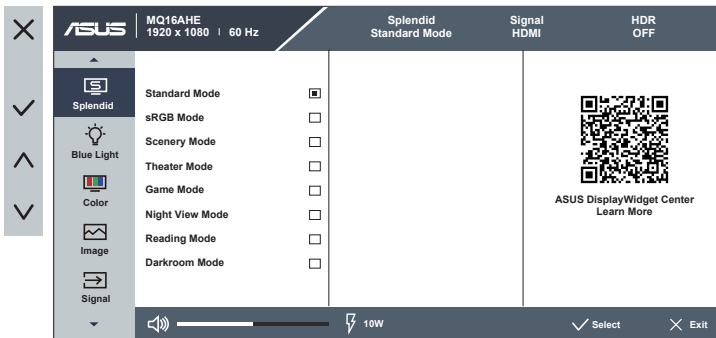 ASUS
MQ16AHE
1920 x 1080 | 60 Hz
Splendid
Standard Mode
Signal
HDMI
HDR
OFF
S
Splendid
Blue Light
Color
Image
Signal
Standard Mode
sRGB Mode
Scenery Mode
Theater Mode
Game Mode
Night View Mode
Reading Mode
Darkroom Mode
ASUS DisplayWidget Center
Learn More
10W
Select
Exit